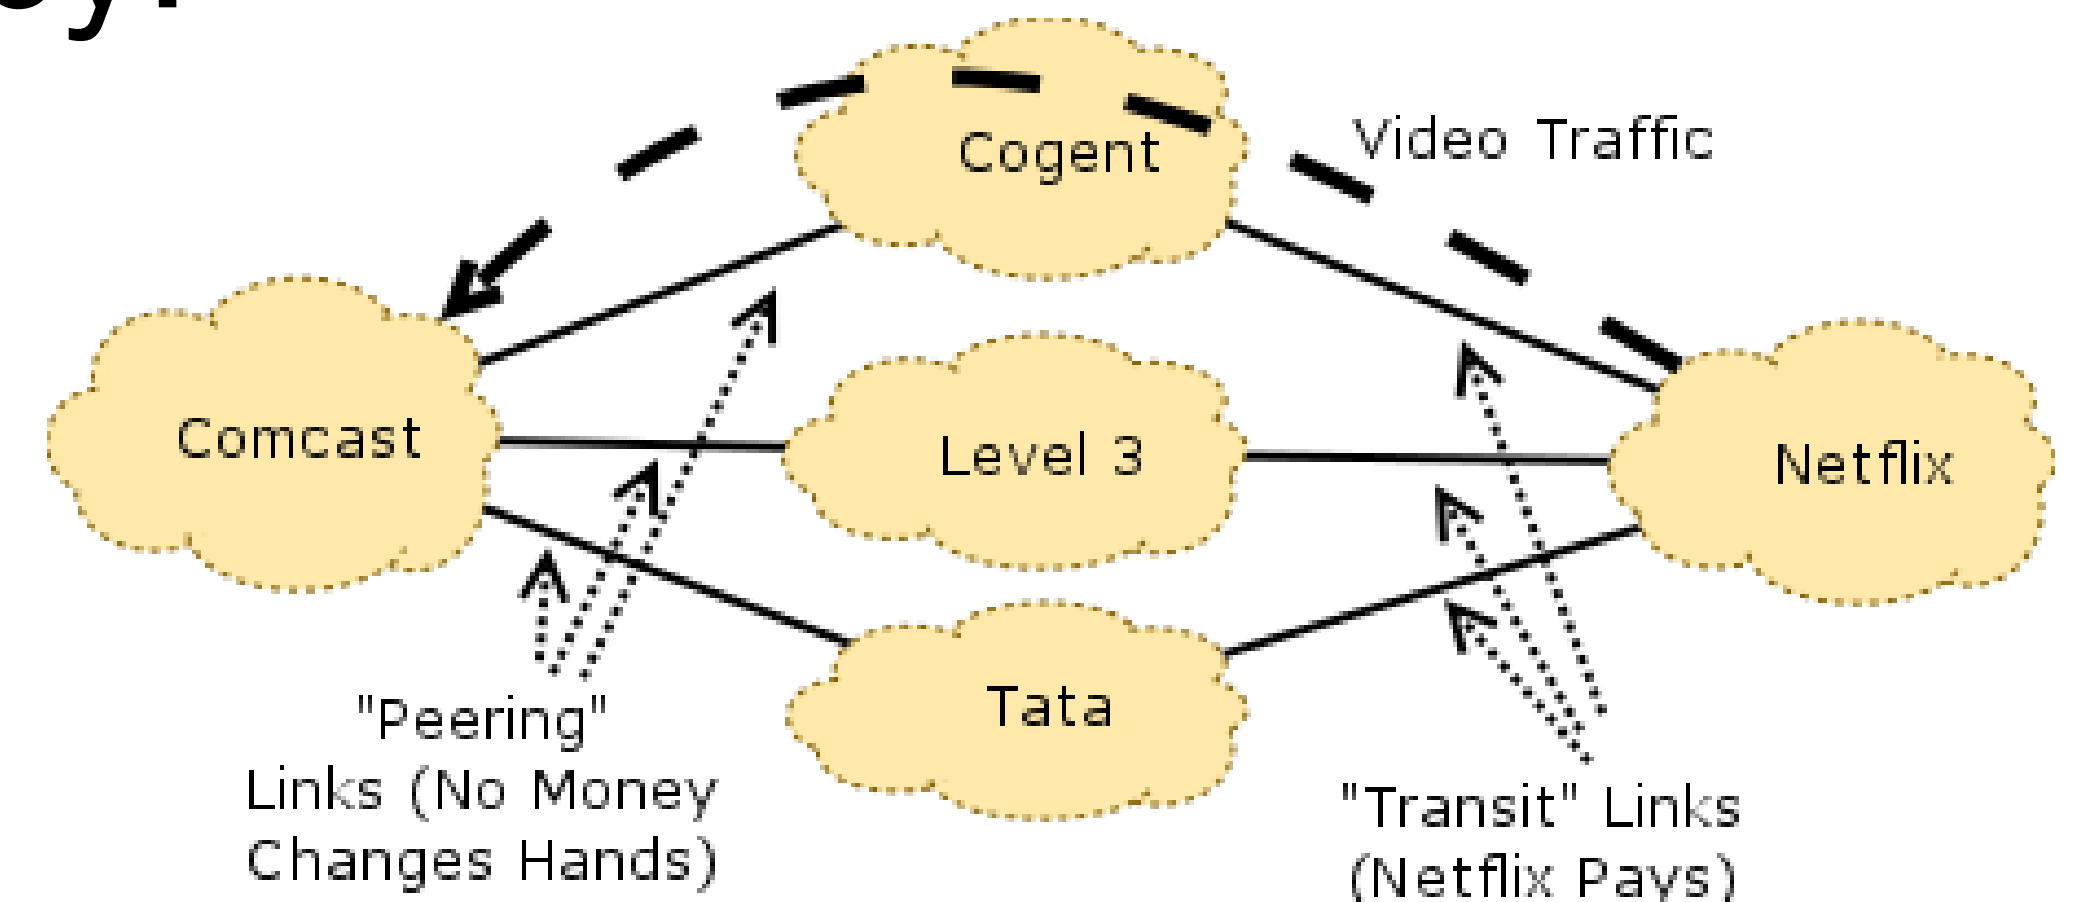 Cogent
Video Traffic
Comcast
Level 3
Netflix
Tata
"Peering"
Links (No Money
Changes Hands)
"Transit" Links
(Netflix Pays)